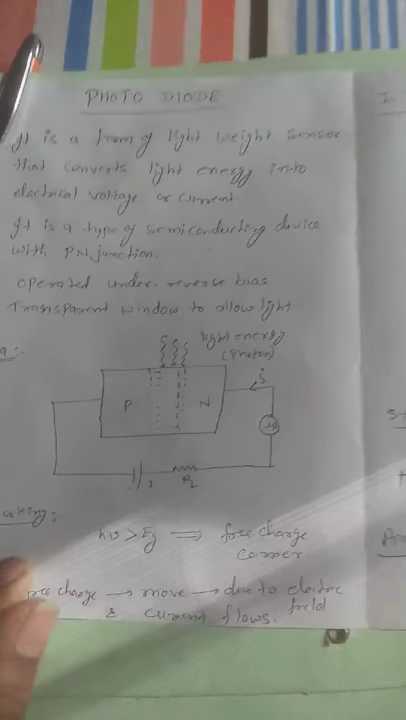 PHOTO DIODE
It is a form of light weight sensor
that converts light energy into
electrical voltage or current.
It is a type of semiconducting device
with PN junction.
operated under reverse bias
Transparent window to allow light.
light energy
(Photon)
P
N
RL
arking:-
hν > Eg ⟹ free charge
carrier
free charge → move → due to electric
field
& current flows.